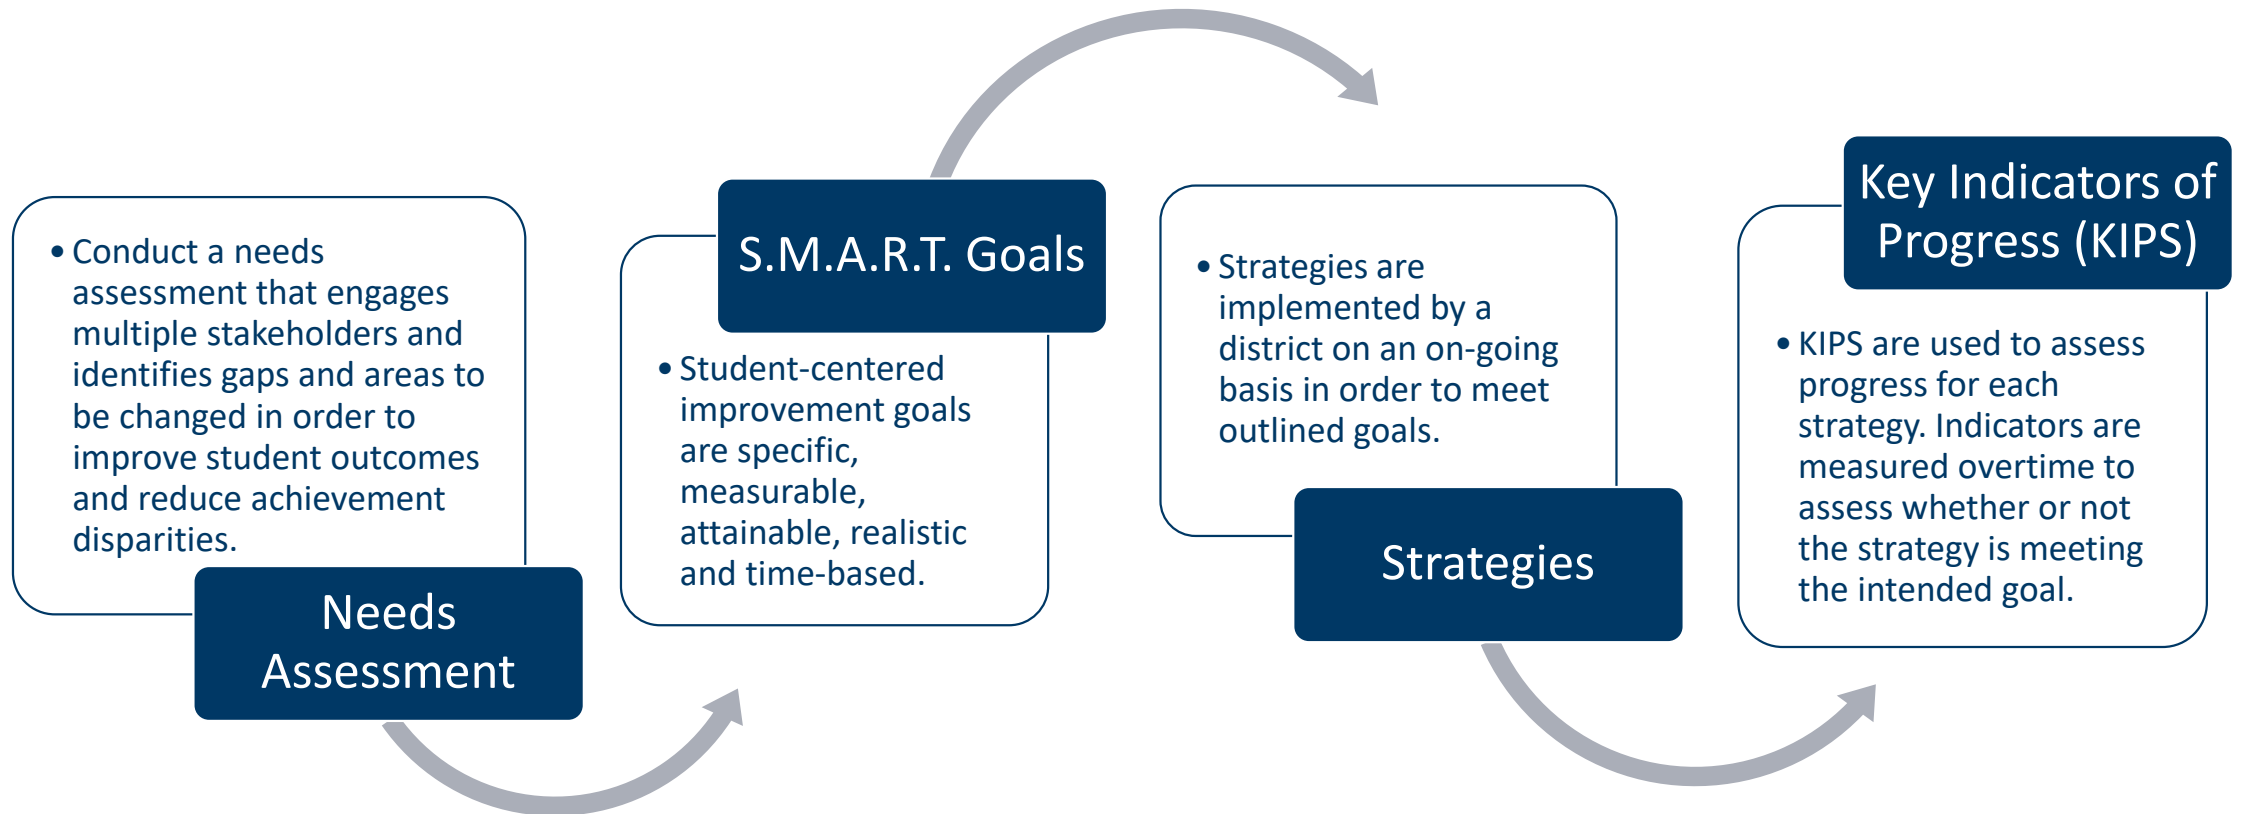 • Conduct a needs
assessment that engages
multiple stakeholders and
identifies gaps and areas to
be changed in order to
improve student outcomes
and reduce achievement
disparities.
Needs
Assessment
S.M.A.R.T. Goals
• Student-centered
improvement goals
are specific,
measurable,
attainable, realistic
and time-based.
• Strategies are
implemented by a
district on an on-going
basis in order to meet
outlined goals.
Strategies
Key Indicators of
Progress (KIPS)
• KIPS are used to assess
progress for each
strategy. Indicators are
measured overtime to
assess whether or not
the strategy is meeting
the intended goal.